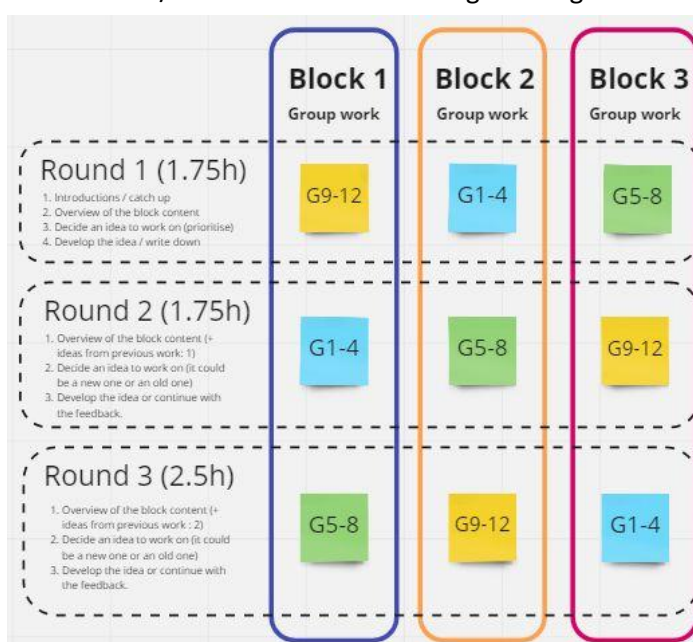 Block 1
Group work
Block 2
Group work
Block 3
Group work
Round 1 (1.75h)
1. Introductions / catch up
2. Overview of the block content
3. Decide an idea to work on (prioritise)
4. Develop the idea / write down
G9-12
G1-4
G5-8
Round 2 (1.75h)
1. Overview of the block content (+
ideas from previous work: 1)
2. Decide an idea to work on (it could
be a new one or an old one)
3. Develop the idea or continue with
the feedback.
G1-4
G5-8
G9-12
Round 3 (2.5h)
1. Overview of the block content (+
ideas from previous work : 2)
2. Decide an idea to work on (it could
be a new one or an old one)
3. Develop the idea or continue with
the feedback.
G5-8
G9-12
G1-4